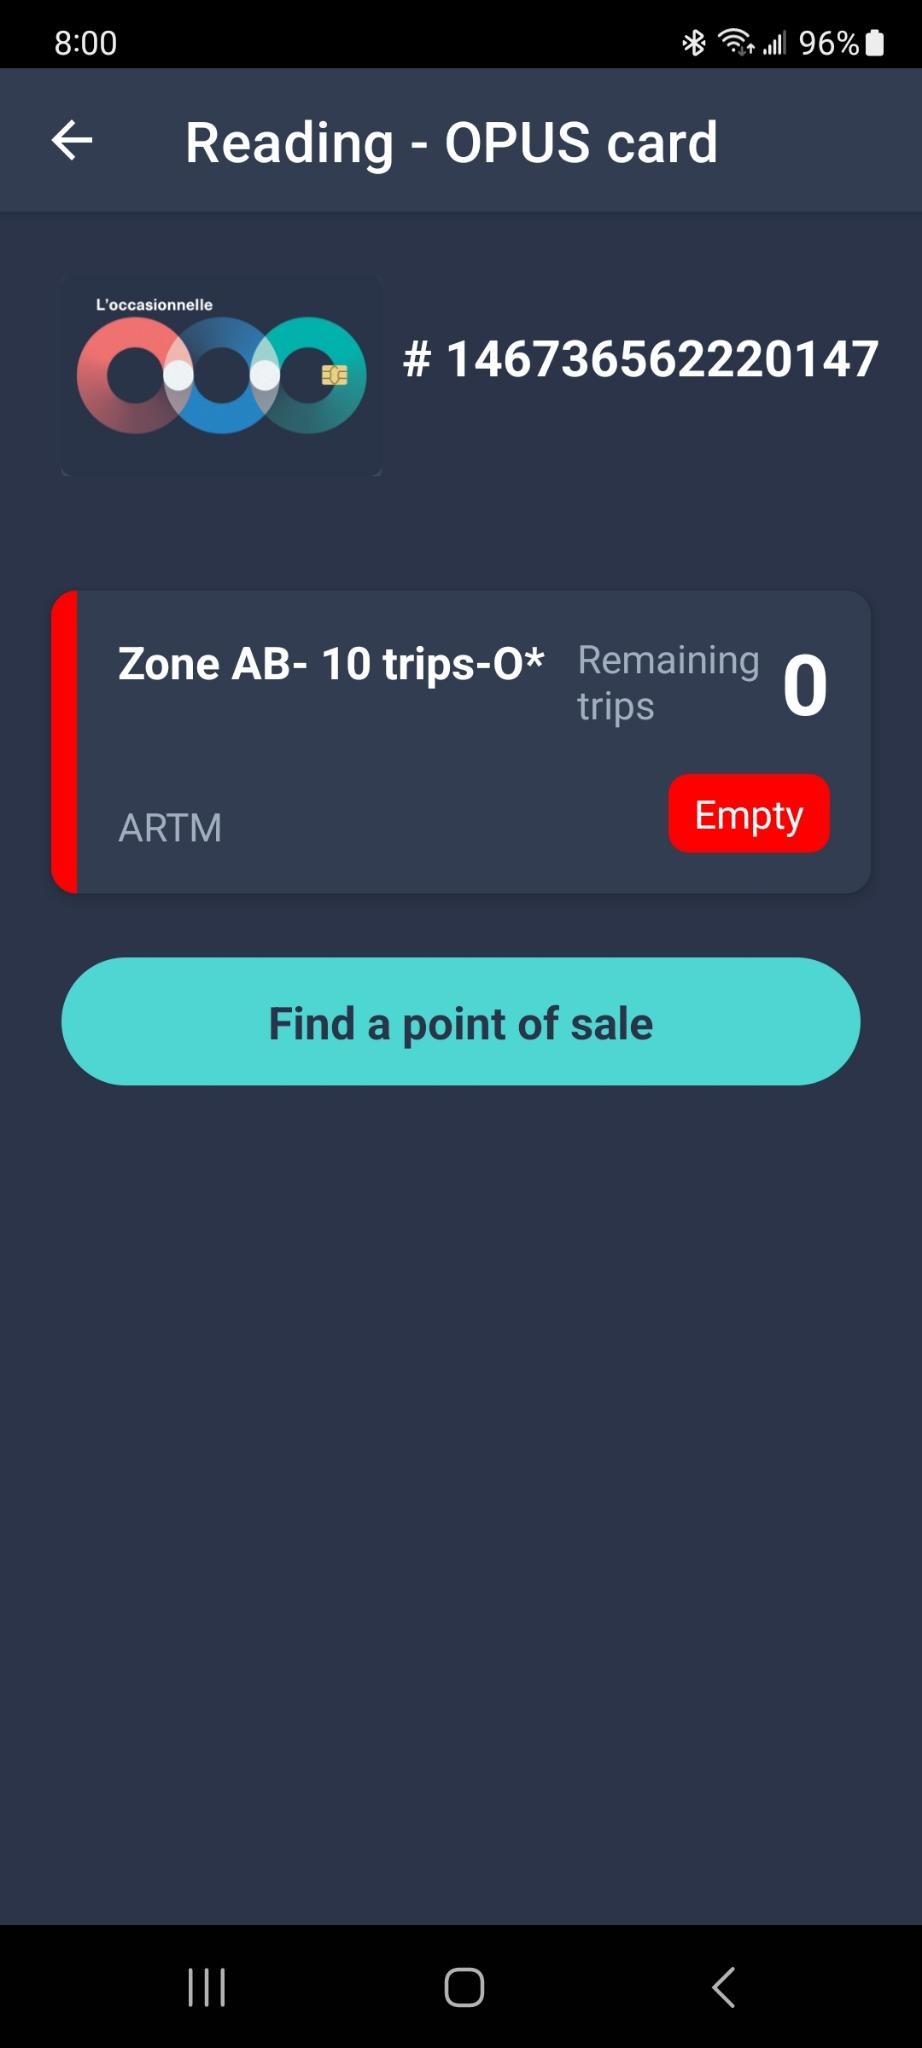 8:00 96%
Reading - OPUS card
L'occasionnelle
# 146736562220147
Zone AB- 10 trips-O* Remaining trips 0
ARTM Empty
Find a point of sale